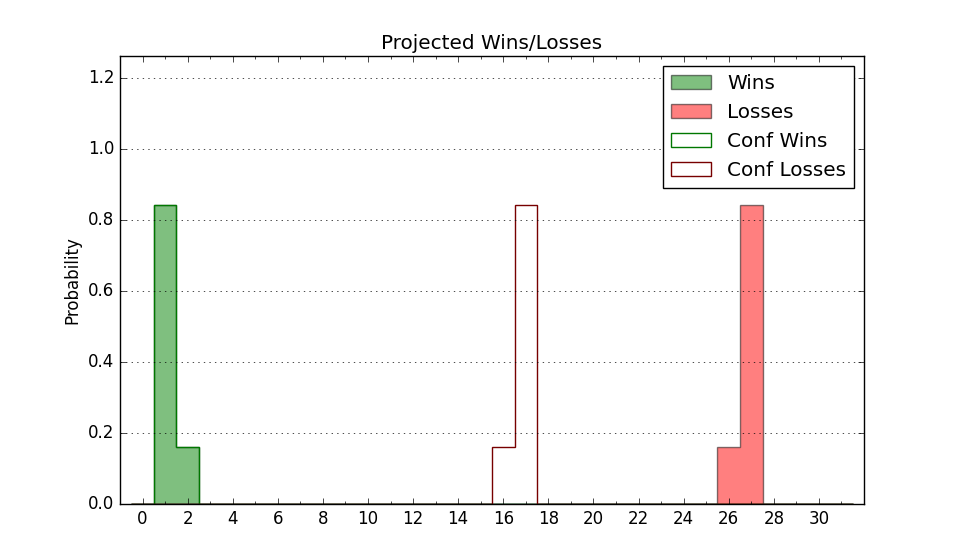 Projected Wins/Losses
Wins
Losses
Conf Wins
Conf Losses
Probability
1.2
1.0
0.8
0.6
0.4
0.2
0.0
0 2 4 6 8 10 12 14 16 18 20 22 24 26 28 30